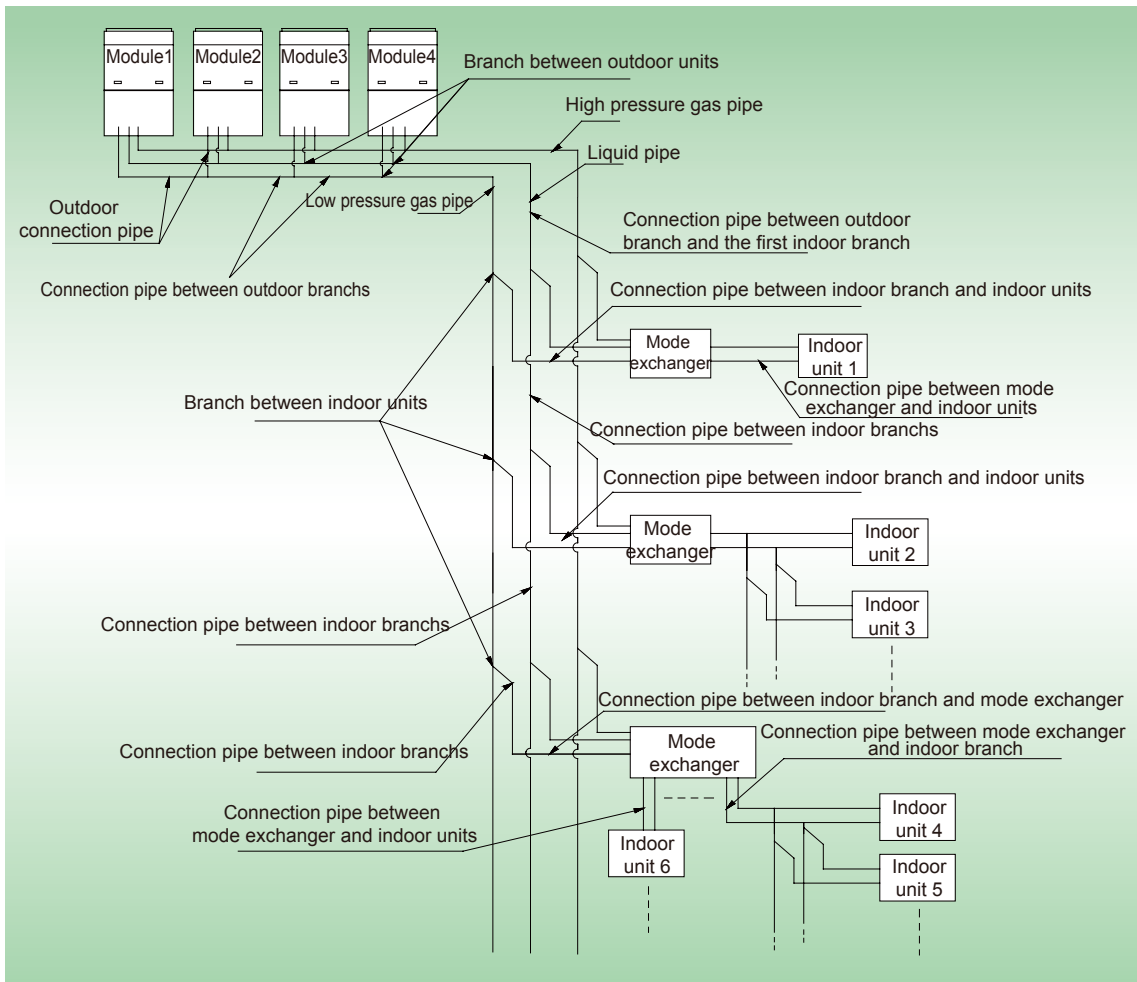 Module1
Module2
Module3
Module4
Branch between outdoor units
High pressure gas pipe
Liquid pipe
Low pressure gas pipe
Outdoor
connection pipe
Connection pipe between outdoor
branch and the first indoor branch
Connection pipe between outdoor branchs
Connection pipe between indoor branch and indoor units
Mode
exchanger
Indoor
unit 1
Connection pipe between mode
exchanger and indoor units
Branch between indoor units
Connection pipe between indoor branchs
Connection pipe between indoor branch and indoor units
Mode
exchanger
Indoor
unit 2
Indoor
unit 3
Connection pipe between indoor branchs
Connection pipe between indoor branch and mode exchanger
Connection pipe between mode exchanger
and indoor branch
Connection pipe between indoor branchs
Mode
exchanger
Connection pipe between
mode exchanger and indoor units
Indoor
unit 4
Indoor
unit 6
Indoor
unit 5